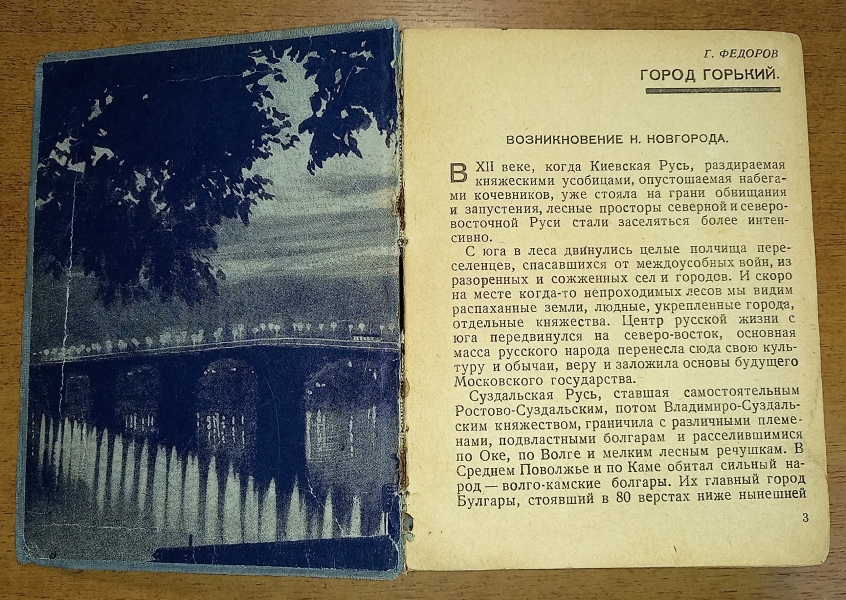 Г. ФЕДОРОВ
ГОРОД ГОРЬКИЙ.
ВОЗНИКНОВЕНИЕ Н. НОВГОРОДА.
В XII веке, когда Киевская Русь, раздираемая
княжескими усобицами, опустошаемая набега-
ми кочевников, уже стояла на грани обнищания
и запустения, лесные просторы северной и северо-
восточной Руси стали заселяться более интен-
сивно.
С юга в леса двинулись целые полчища пере-
селенцев, спасавшихся от междоусобных войн, из
разоренных и сожженных сел и городов. И скоро
на месте когда-то непроходимых лесов мы видим
распаханные земли, людные, укрепленные города,
отдельные княжества. Центр русской жизни с
юга передвинулся на северо-восток, основная
масса русского народа перенесла сюда свою куль-
туру и обычаи, веру и заложила основы будущего
Московского государства.
Суздальская Русь, ставшая самостоятельным
Ростово-Суздальским, потом Владимиро-Суздаль-
ским княжеством, граничила с различными племе-
нами, подвластными болгарам и расселившимися
по Оке, по Волге и мелким лесным речушкам. В
Среднем Поволжье и по Каме обитал сильный на-
род — волго-камские болгары. Их главный город
Булгары, стоявший в 80 верстах ниже нынешней
3